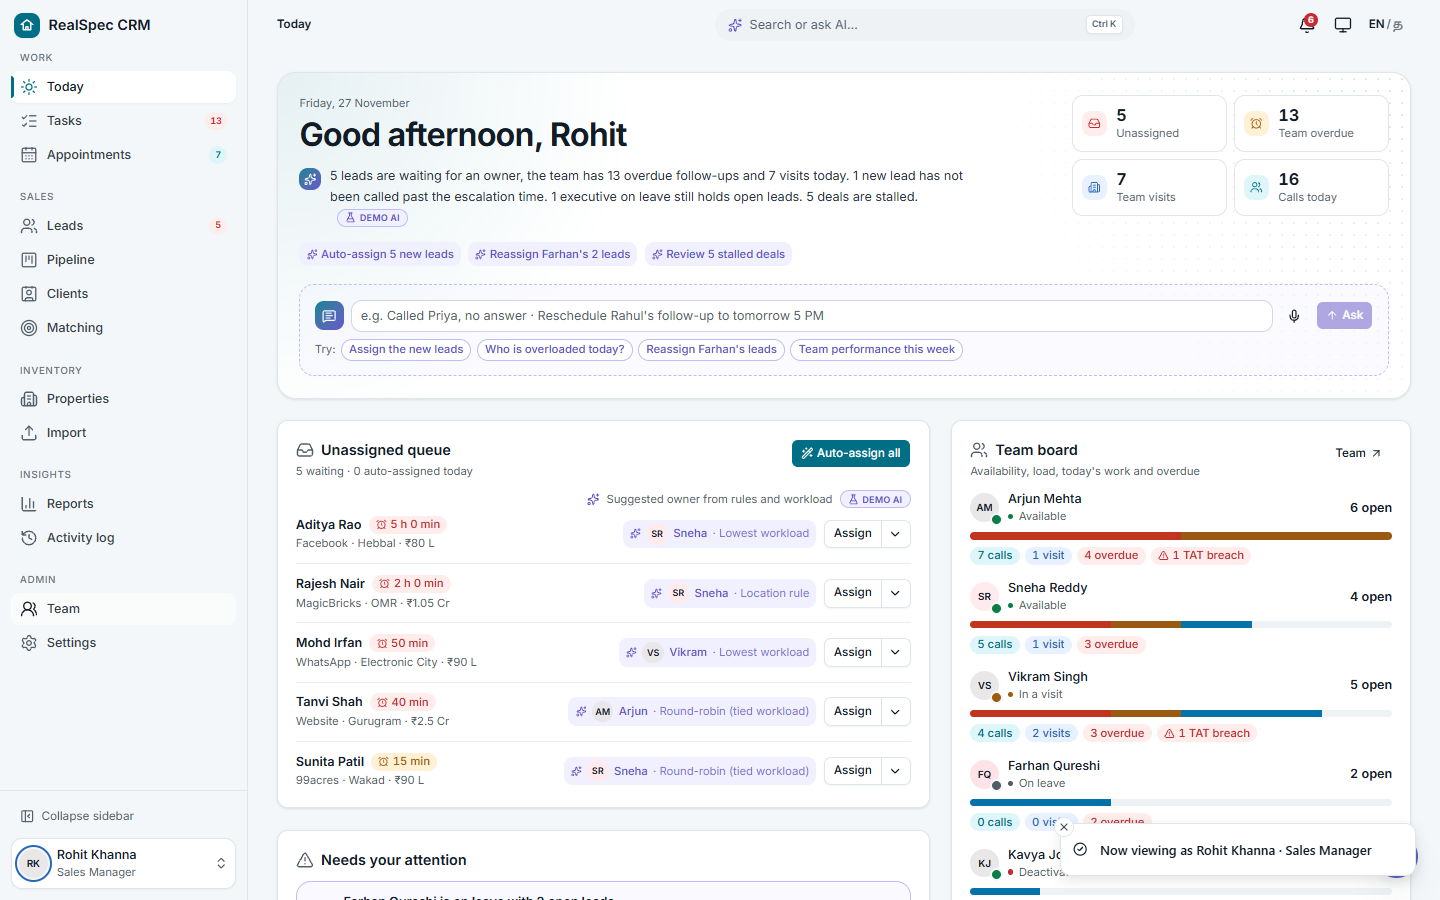 RealSpec CRM
Today
Search or ask AI...
Ctrl K
6
EN / த
WORK
Today
Tasks
13
Appointments
7
SALES
Leads
5
Pipeline
Clients
Matching
INVENTORY
Properties
Import
INSIGHTS
Reports
Activity log
ADMIN
Team
Settings
Collapse sidebar
RK
Rohit Khanna
Sales Manager
Friday, 27 November
Good afternoon, Rohit
5 leads are waiting for an owner, the team has 13 overdue follow-ups and 7 visits today. 1 new lead has not
been called past the escalation time. 1 executive on leave still holds open leads. 5 deals are stalled.
DEMO AI
Auto-assign 5 new leads
Reassign Farhan's 2 leads
Review 5 stalled deals
5
Unassigned
13
Team overdue
7
Team visits
16
Calls today
e.g. Called Priya, no answer · Reschedule Rahul's follow-up to tomorrow 5 PM
Ask
Try:
Assign the new leads
Who is overloaded today?
Reassign Farhan's leads
Team performance this week
Unassigned queue
5 waiting · 0 auto-assigned today
Auto-assign all
Suggested owner from rules and workload
DEMO AI
Aditya Rao
5 h 0 min
Facebook · Hebbal · ₹80 L
SR Sneha · Lowest workload
Assign
Rajesh Nair
2 h 0 min
MagicBricks · OMR · ₹1.05 Cr
SR Sneha · Location rule
Assign
Mohd Irfan
50 min
WhatsApp · Electronic City · ₹90 L
VS Vikram · Lowest workload
Assign
Tanvi Shah
40 min
Website · Gurugram · ₹2.5 Cr
AM Arjun · Round-robin (tied workload)
Assign
Sunita Patil
15 min
99acres · Wakad · ₹90 L
SR Sneha · Round-robin (tied workload)
Assign
Needs your attention
Farhan Qureshi is on leave with 2 open leads
Team board
Team
Availability, load, today's work and overdue
AM
Arjun Mehta
Available
6 open
7 calls
1 visit
4 overdue
1 TAT breach
SR
Sneha Reddy
Available
4 open
5 calls
1 visit
3 overdue
VS
Vikram Singh
In a visit
5 open
4 calls
2 visits
3 overdue
1 TAT breach
FQ
Farhan Qureshi
On leave
2 open
0 calls
2 overdue
KJ
Kavya
Now viewing as Rohit Khanna · Sales Manager